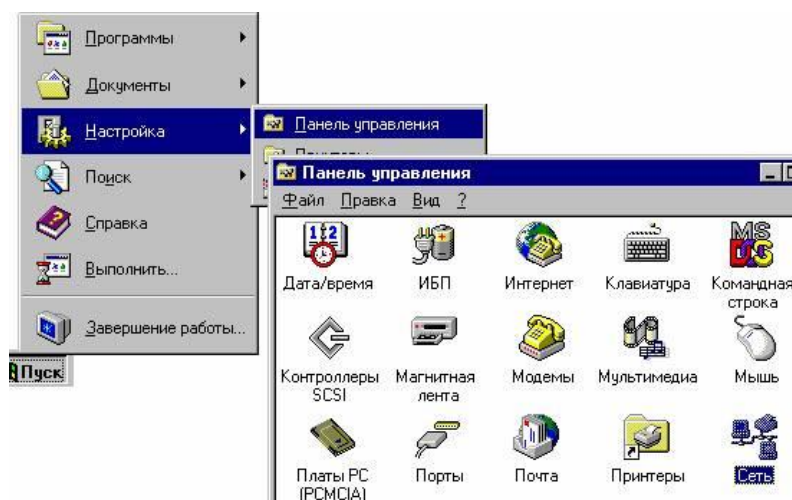 Программы
Документы
Настройка
Поиск
Справка
Выполнить...
Завершение работы...
Пуск
Панель управления
Панель управления
Файл Правка Вид ?
Дата/время ИБП Интернет Клавиатура Командная строка
Контроллеры SCSI Магнитная лента Модемы Мультимедиа Мышь
Платы PC (PCMCIA) Порты Почта Принтеры Сеть